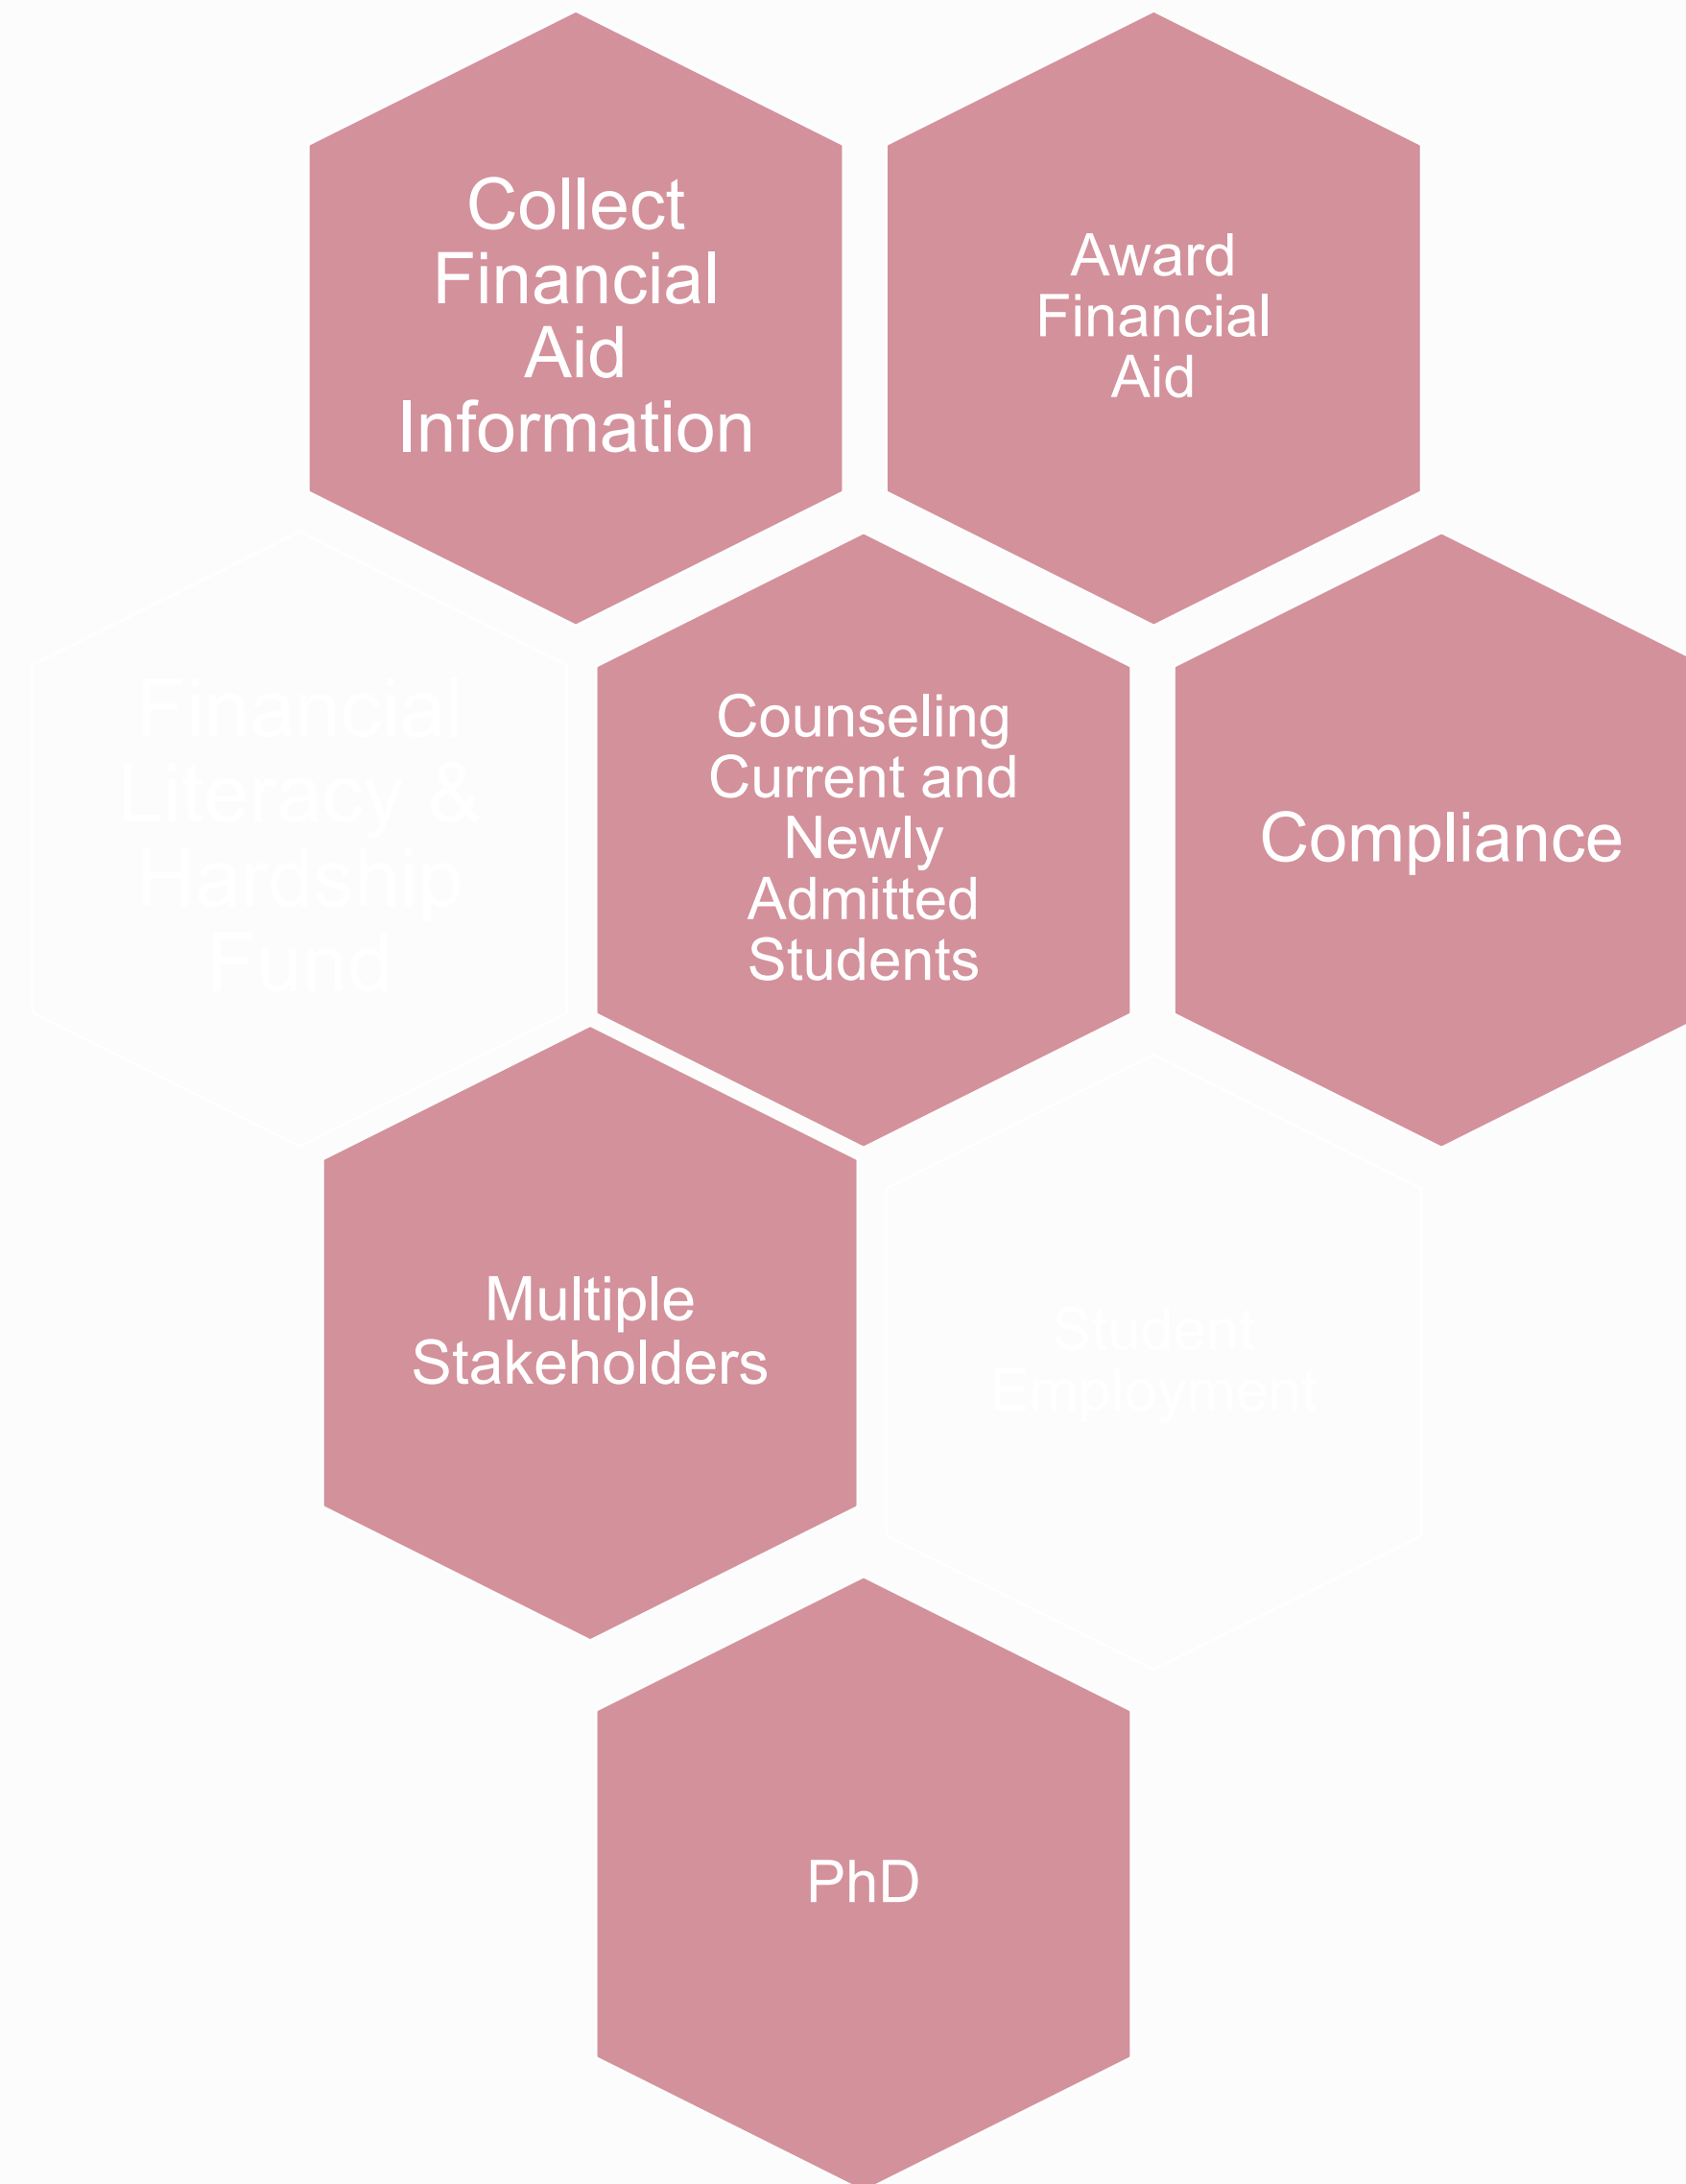 Collect
Financial
Aid
Information
Award
Financial
Aid
Financial
Literacy &
Hardship
Fund
Counseling
Current and
Newly
Admitted
Students
Compliance
Multiple
Stakeholders
Student
Employment
PhD